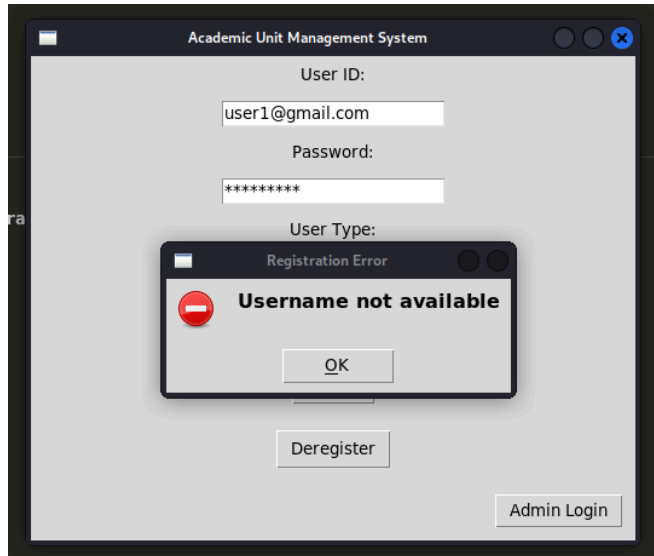 Academic Unit Management System
User ID:
user1@gmail.com
Password:
*********
ra
User Type:
Registration Error
Username not available
OK
Deregister
Admin Login